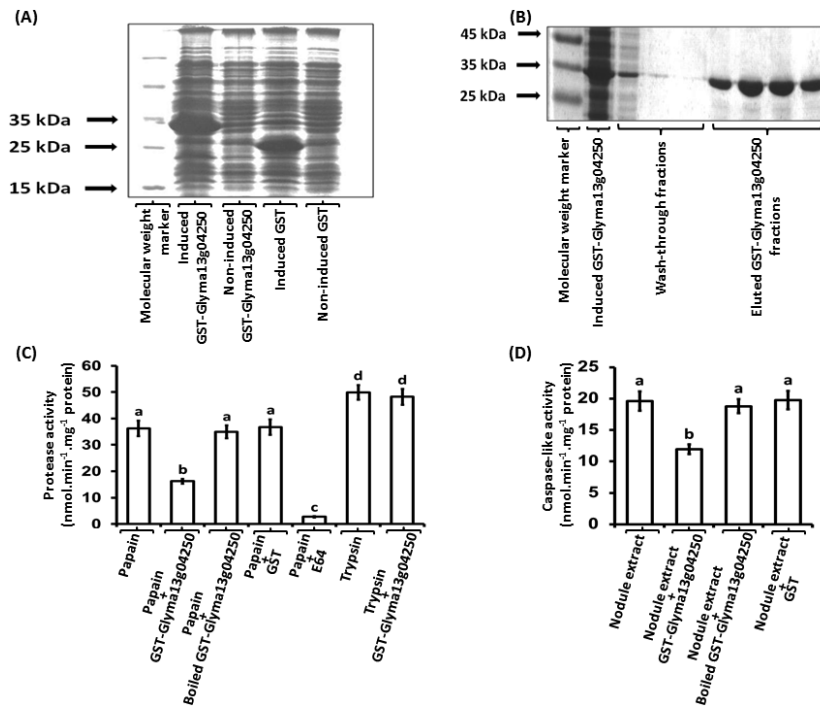 (A)
35 kDa
25 kDa
15 kDa
Molecular weight
marker
Induced
GST-Glyma13g04250
Non-induced
GST-Glyma13g04250
Induced GST
Non-induced GST
(B)
45 kDa
35 kDa
25 kDa
Molecular weight marker
Induced GST-Glyma13g04250
Wash-through fractions
Eluted GST-Glyma13g04250
fractions
(C)
Protease activity
(nmol.min⁻¹.mg⁻¹ protein)
60
50
40
30
20
10
0
a
b
a
a
c
d
d
Papain
Papain
+
GST-Glyma13g04250
Papain
+
Boiled GST-Glyma13g04250
Papain
+
GST
Papain
+
E64
Trypsin
Trypsin
+
GST-Glyma13g04250
(D)
Caspase-like activity
(nmol.min⁻¹.mg⁻¹ protein)
25
20
15
10
5
0
a
b
a
a
Nodule extract
Nodule extract
+
GST-Glyma13g04250
Nodule extract
+
Boiled GST-Glyma13g04250
Nodule extract
+
GST